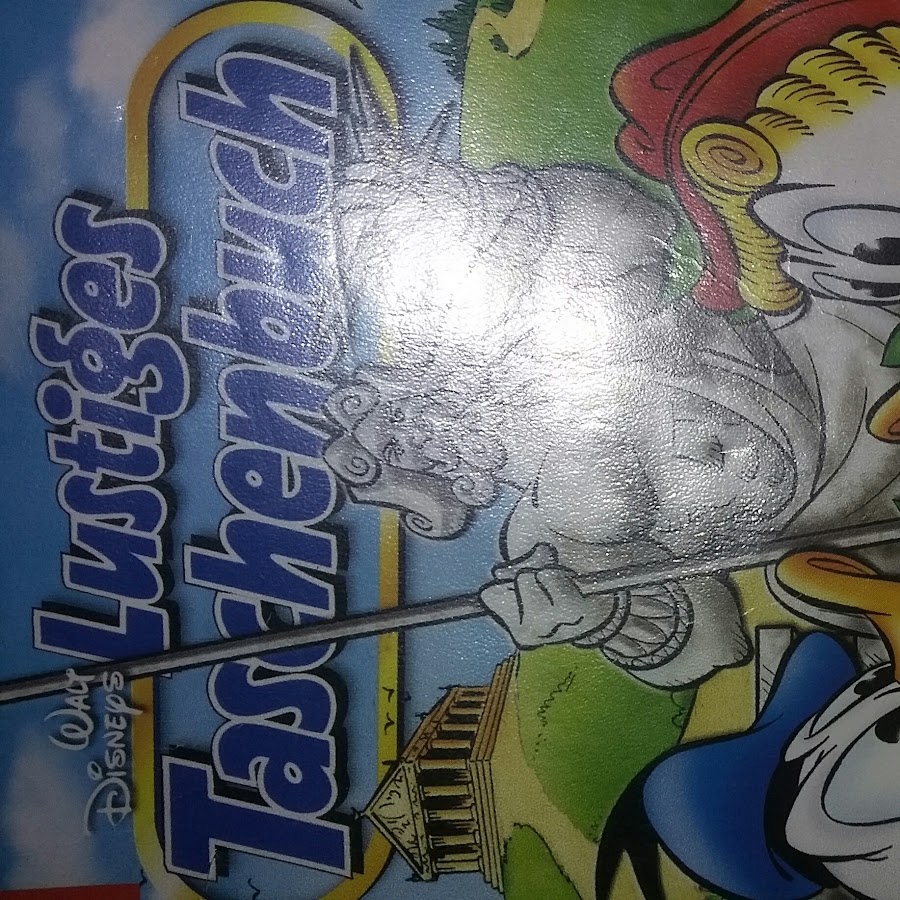 WALT
DISNEYS
Lustiges
Taschenbuch